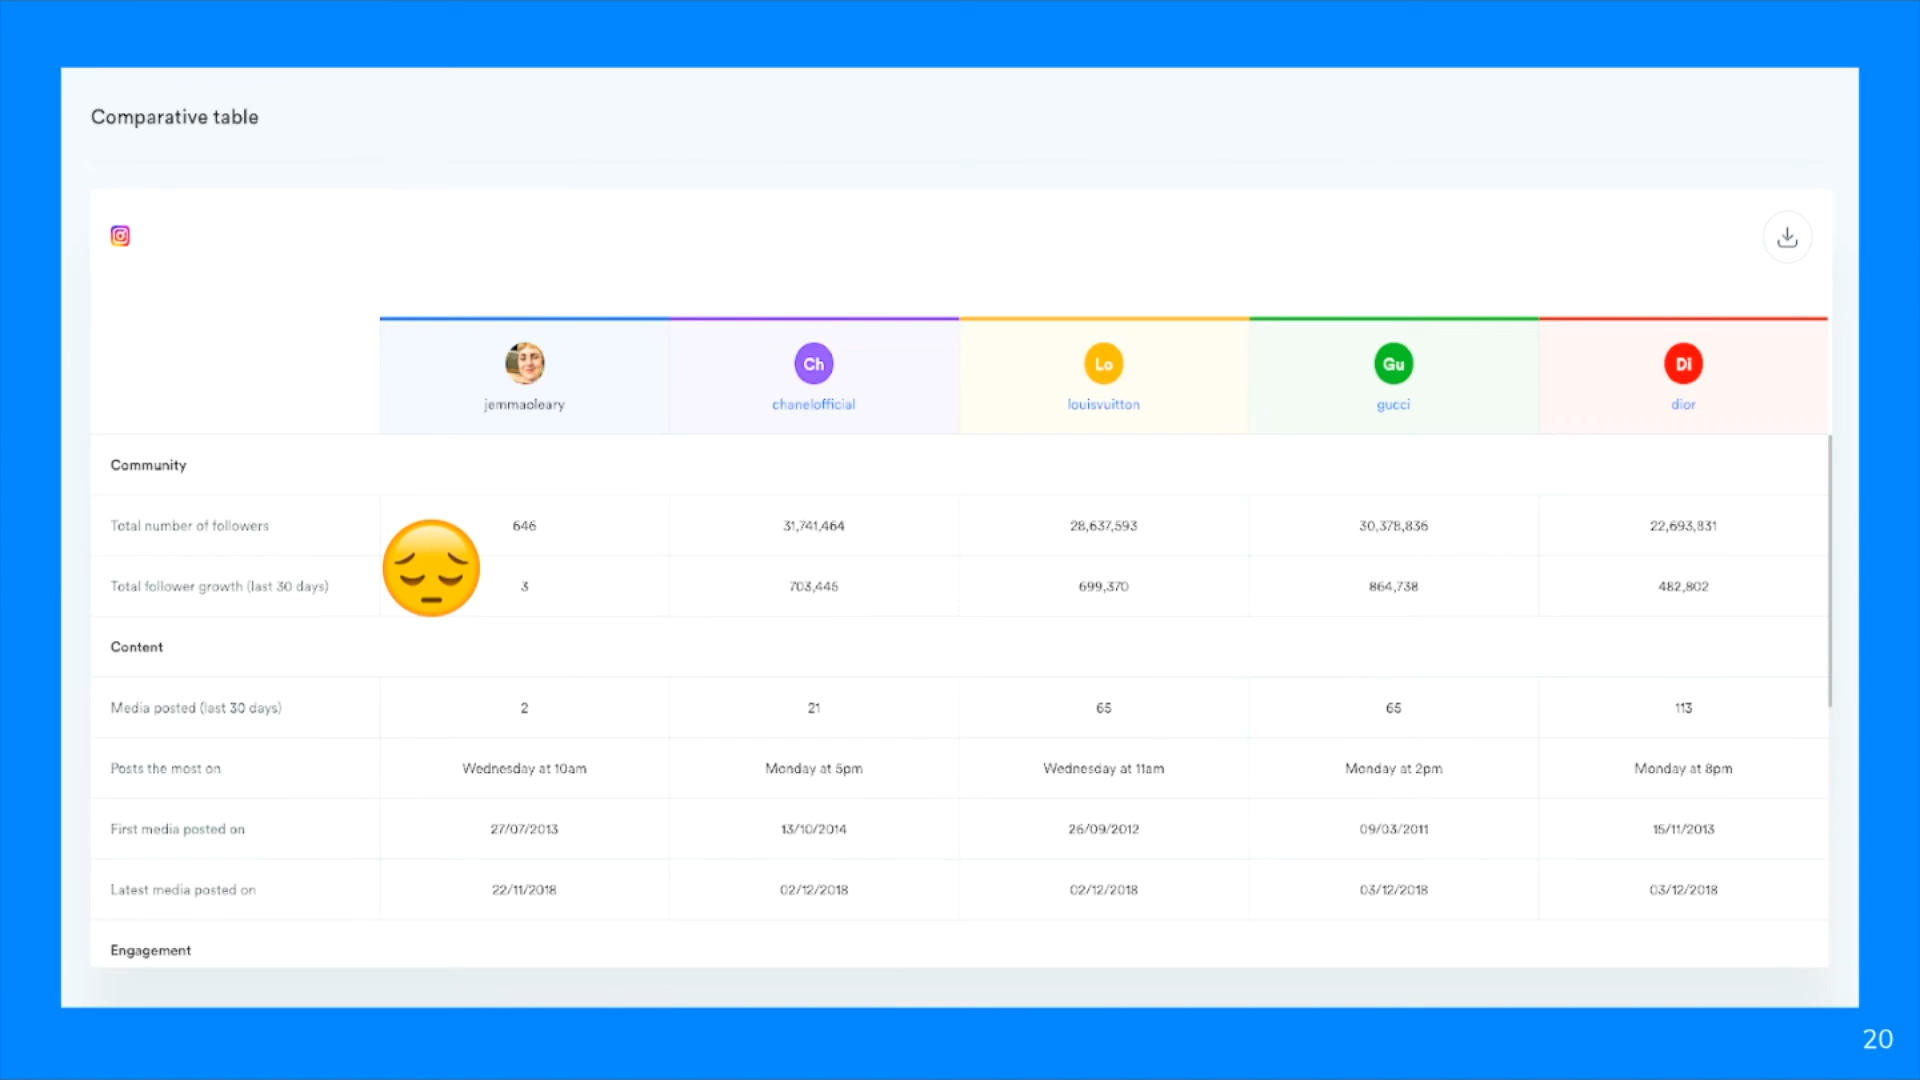 Comparative table
Ch
Lo
Gu
Di
jemmaoleary
chanelofficial
louisvuitton
gucci
dior
Community
Total number of followers 646 31,741,464 28,637,593 30,378,836 22,693,831
Total follower growth (last 30 days) 3 703,445 699,370 864,738 482,802
Content
Media posted (last 30 days) 2 21 65 65 113
Posts the most on Wednesday at 10am Monday at 5pm Wednesday at 11am Monday at 2pm Monday at 8pm
First media posted on 27/07/2013 13/10/2014 26/09/2012 09/03/2011 15/11/2013
Latest media posted on 22/11/2018 02/12/2018 02/12/2018 03/12/2018 03/12/2018
Engagement
20